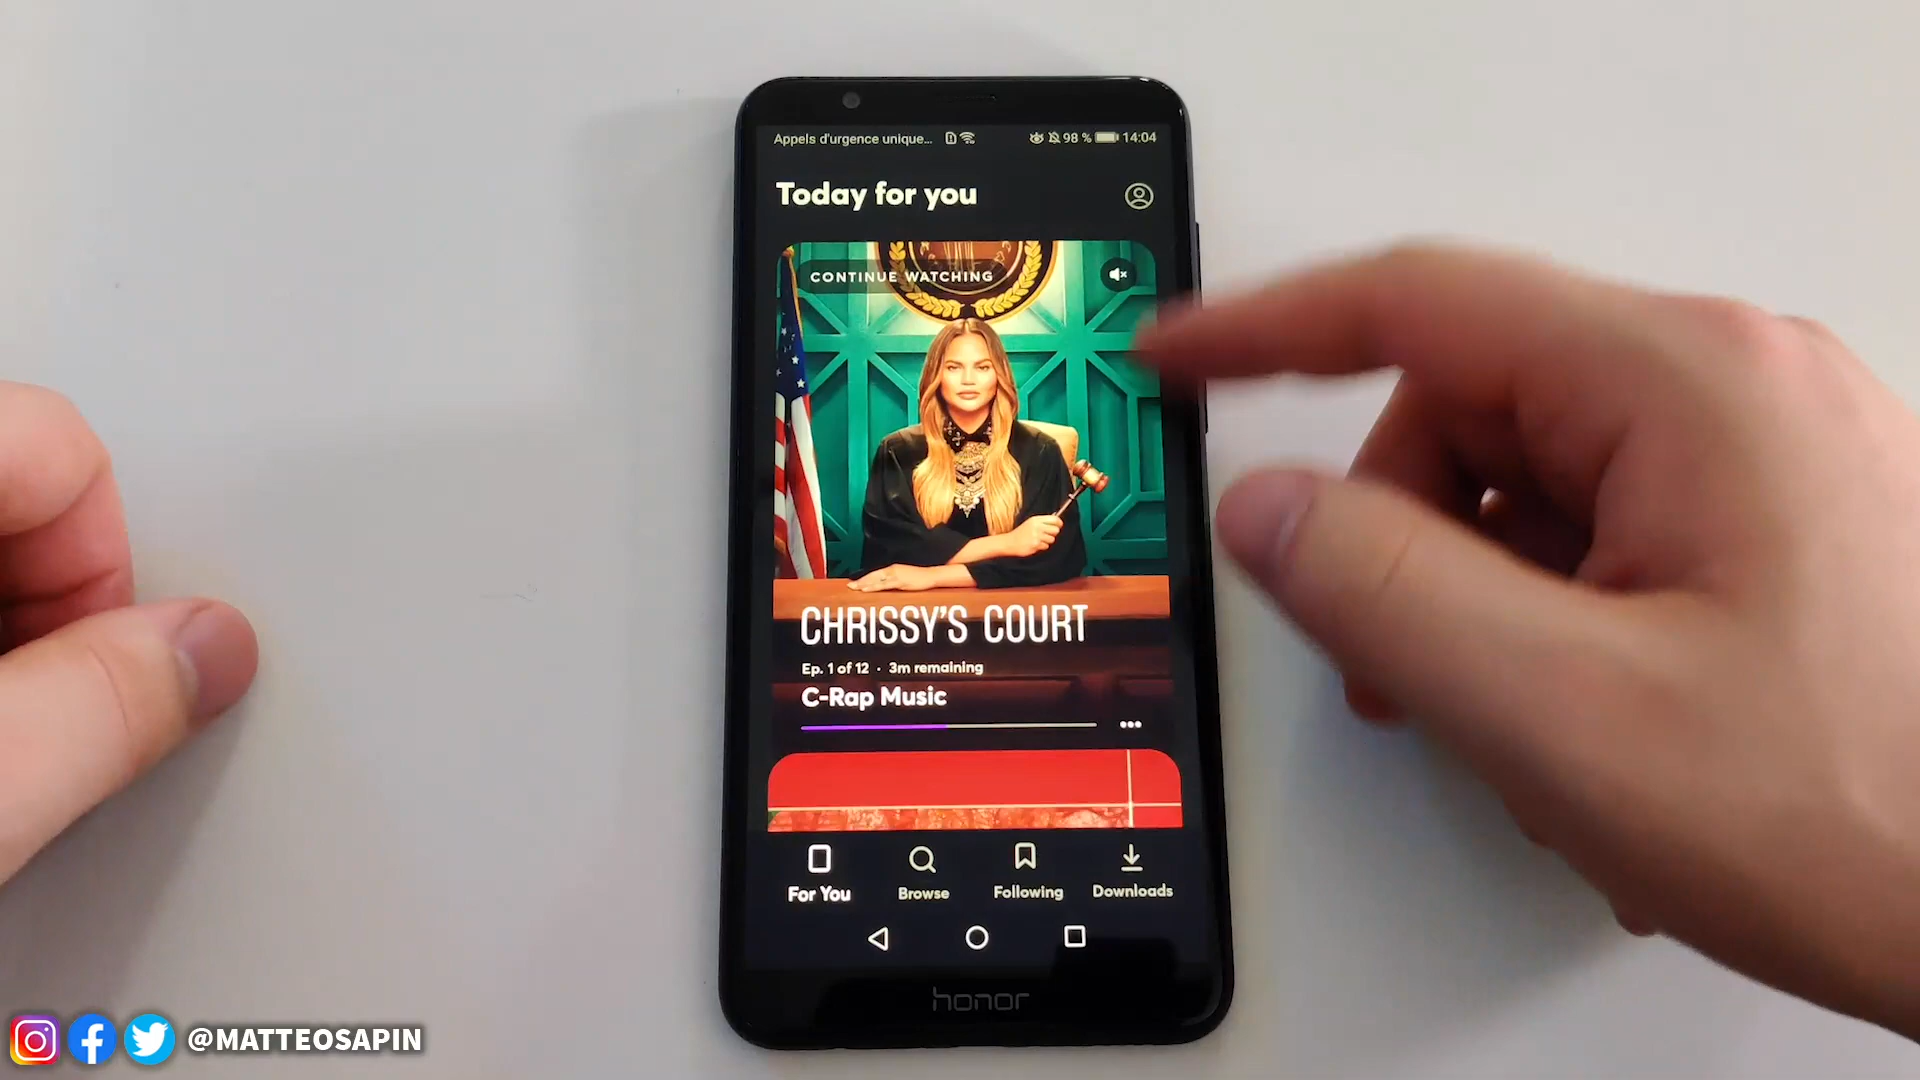 Appels d'urgence unique... 98 % 14:04
Today for you
CONTINUE WATCHING
CHRISSY'S COURT
Ep. 1 of 12 · 3m remaining
C-Rap Music
For You Browse Following Downloads
honor
@MATTEOSAPIN